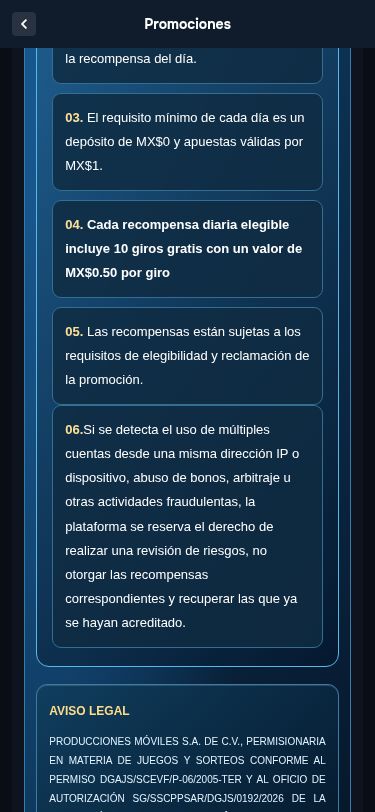 Promociones
la recompensa del día.
03. El requisito mínimo de cada día es un
depósito de MX$0 y apuestas válidas por
MX$1.
04. Cada recompensa diaria elegible
incluye 10 giros gratis con un valor de
MX$0.50 por giro
05. Las recompensas están sujetas a los
requisitos de elegibilidad y reclamación de
la promoción.
06.Si se detecta el uso de múltiples
cuentas desde una misma dirección IP o
dispositivo, abuso de bonos, arbitraje u
otras actividades fraudulentas, la
plataforma se reserva el derecho de
realizar una revisión de riesgos, no
otorgar las recompensas
correspondientes y recuperar las que ya
se hayan acreditado.
AVISO LEGAL
PRODUCCIONES MÓVILES S.A. DE C.V., PERMISIONARIA
EN MATERIA DE JUEGOS Y SORTEOS CONFORME AL
PERMISO DGAJS/SCEVF/P-06/2005-TER Y AL OFICIO DE
AUTORIZACIÓN SG/SSCPPSAR/DGJS/0192/2026 DE LA